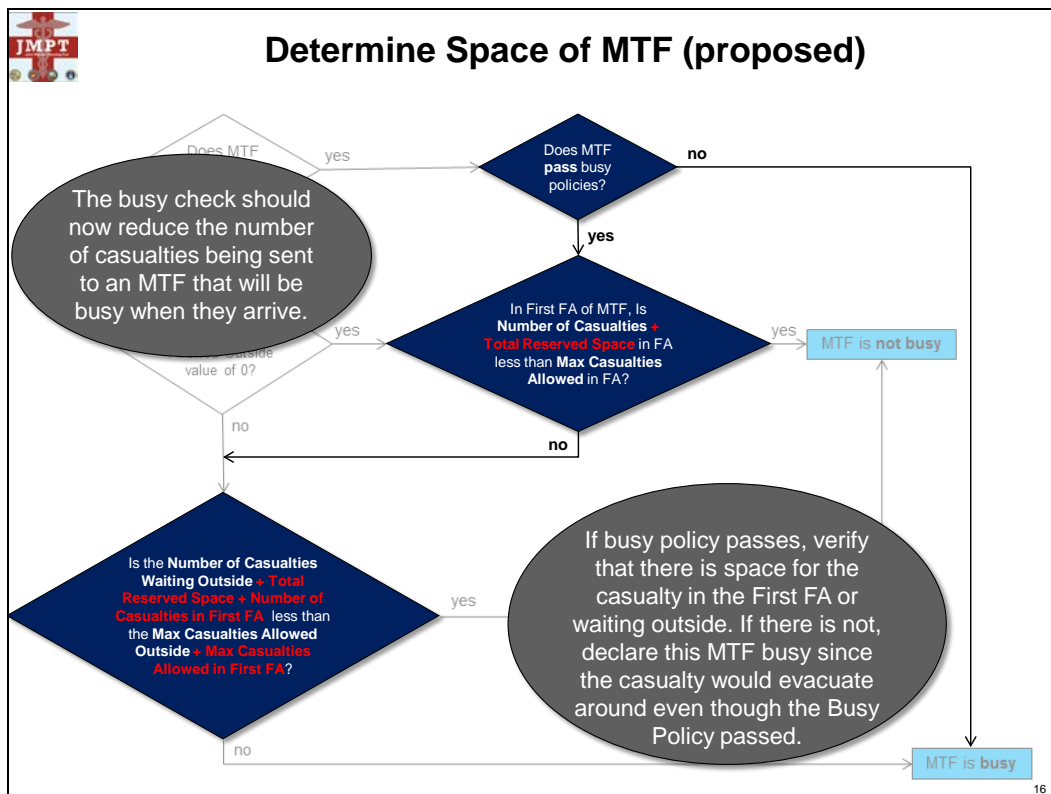 JMPT
Determine Space of MTF (proposed)
Does MTF
yes
The busy check should
now reduce the number
of casualties being sent
to an MTF that will be
busy when they arrive.
Does MTF
pass busy
policies?
no
yes
In First FA of MTF, Is
Number of Casualties +
Total Reserved Space in FA
less than Max Casualties
Allowed in FA?
yes
yes
MTF is not busy
Outside
value of 0?
no
no
Is the Number of Casualties
Waiting Outside + Total
Reserved Space + Number of
Casualties in First FA less than
the Max Casualties Allowed
Outside + Max Casualties
Allowed in First FA?
yes
If busy policy passes, verify
that there is space for the
casualty in the First FA or
waiting outside. If there is not,
declare this MTF busy since
the casualty would evacuate
around even though the Busy
Policy passed.
no
MTF is busy
16